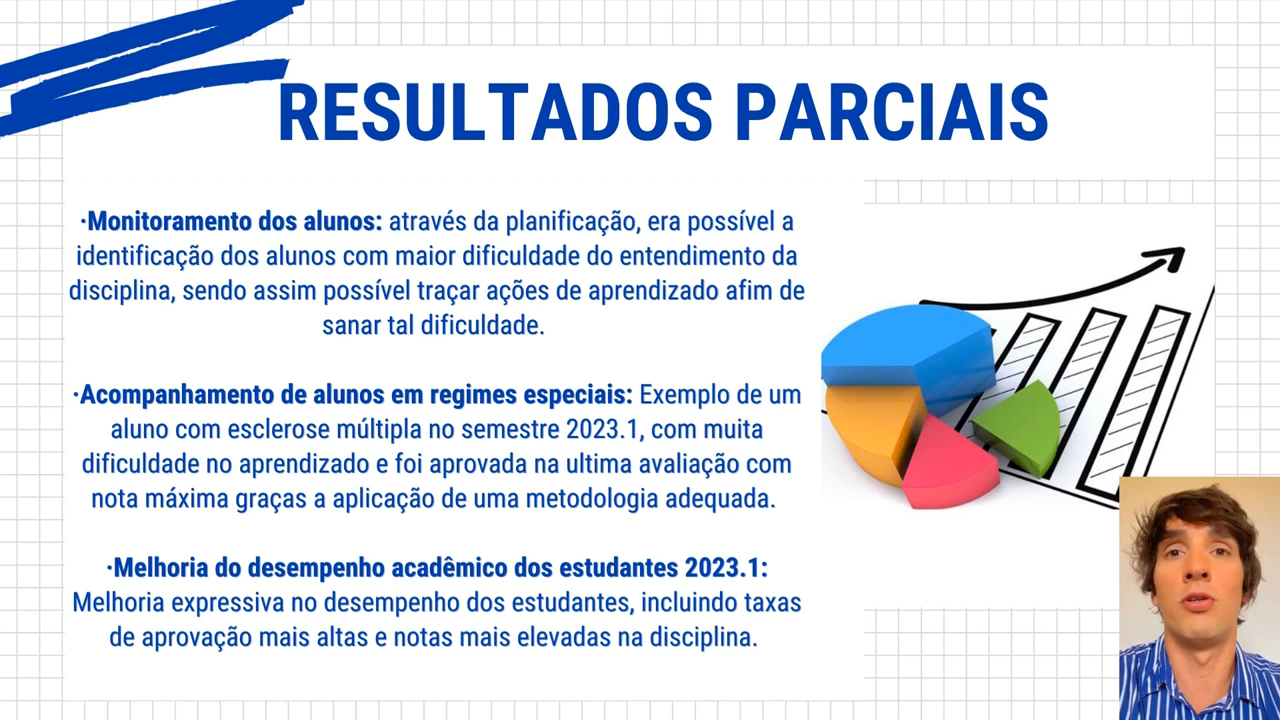 RESULTADOS PARCIAIS
·Monitoramento dos alunos: através da planificação, era possível a
identificação dos alunos com maior dificuldade do entendimento da
disciplina, sendo assim possível traçar ações de aprendizado afim de
sanar tal dificuldade.
·Acompanhamento de alunos em regimes especiais: Exemplo de um
aluno com esclerose múltipla no semestre 2023.1, com muita
dificuldade no aprendizado e foi aprovada na ultima avaliação com
nota máxima graças a aplicação de uma metodologia adequada.
·Melhoria do desempenho acadêmico dos estudantes 2023.1:
Melhoria expressiva no desempenho dos estudantes, incluindo taxas
de aprovação mais altas e notas mais elevadas na disciplina.